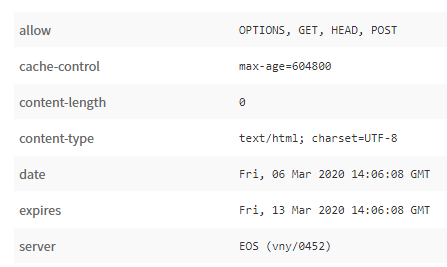 allow OPTIONS, GET, HEAD, POST
cache-control max-age=604800
content-length 0
content-type text/html; charset=UTF-8
date Fri, 06 Mar 2020 14:06:08 GMT
expires Fri, 13 Mar 2020 14:06:08 GMT
server EOS (vny/0452)